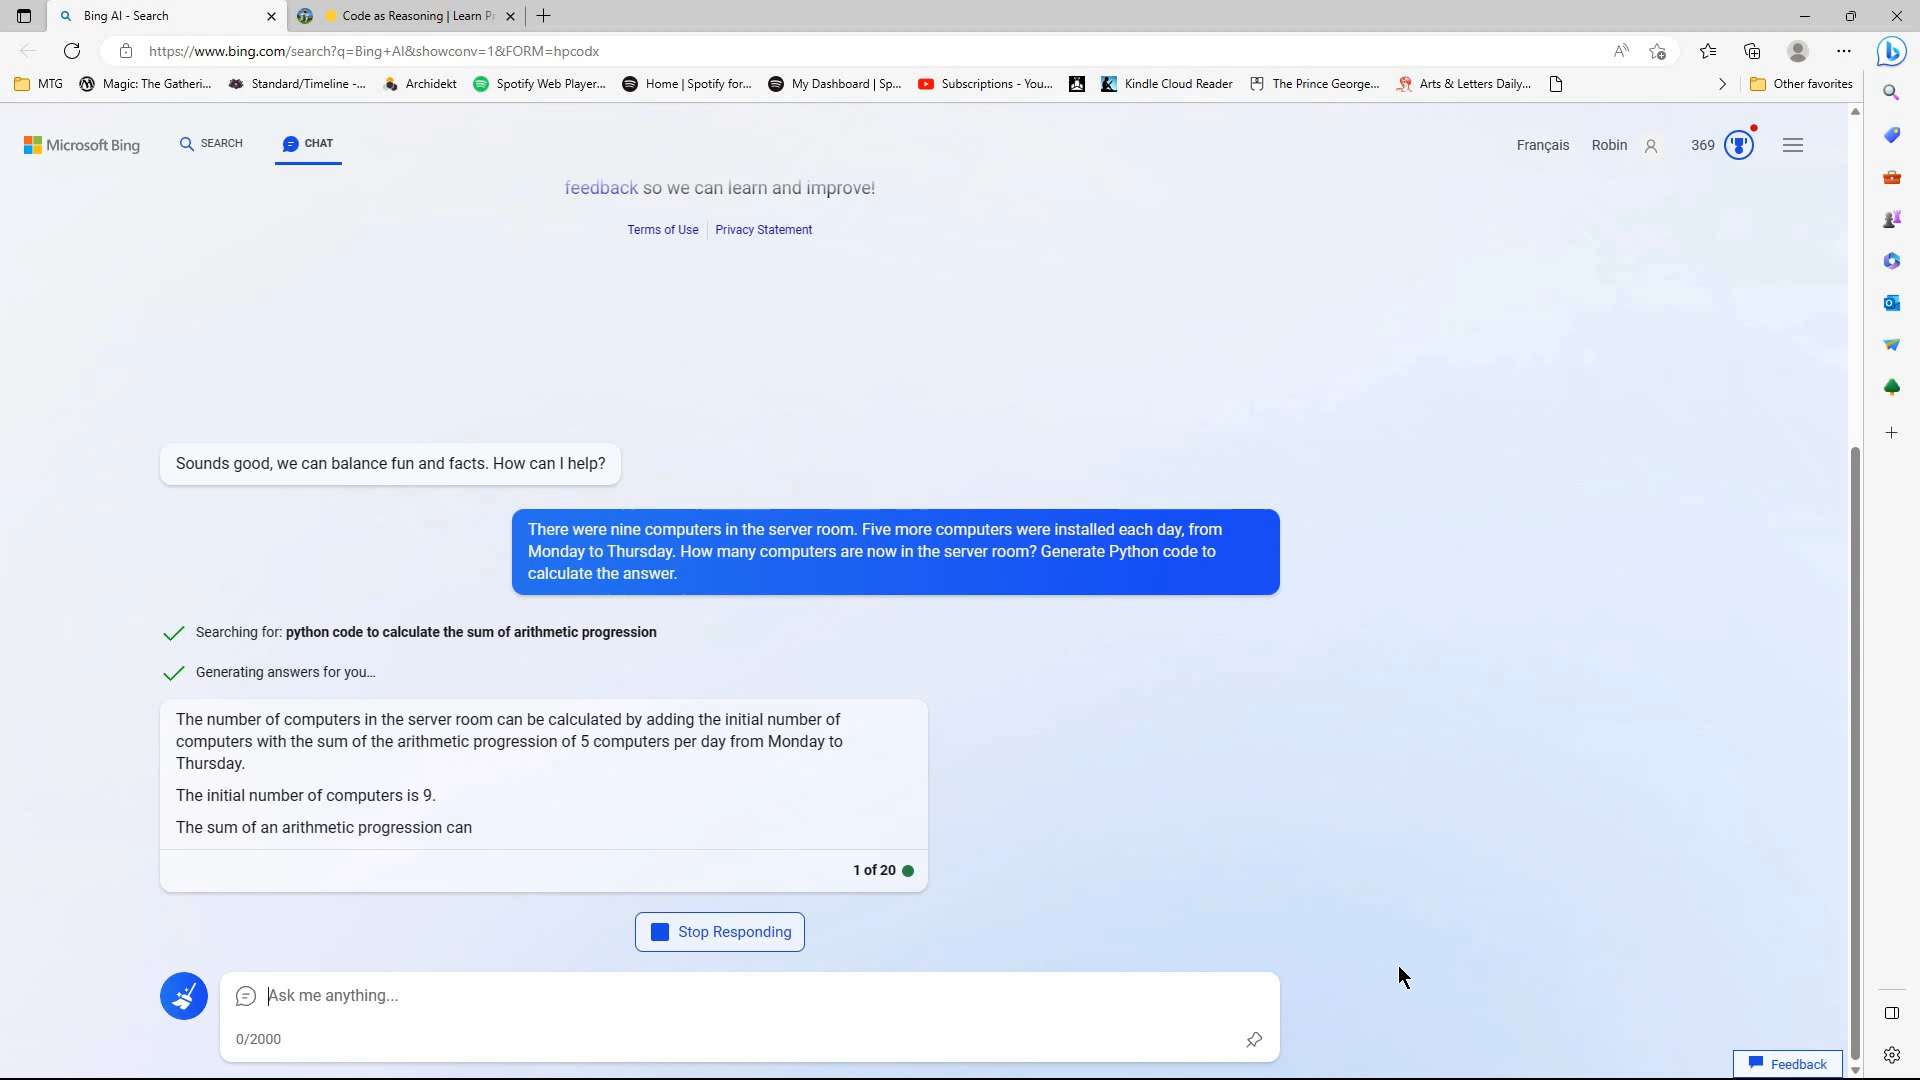 Bing AI - Search
Code as Reasoning | Learn Pr
https://www.bing.com/search?q=Bing+AI&showconv=1&FORM=hpcodx
MTG
Magic: The Gatheri...
Standard/Timeline -...
Archidekt
Spotify Web Player...
Home | Spotify for...
My Dashboard | Sp...
Subscriptions - You...
Kindle Cloud Reader
The Prince George...
Arts & Letters Daily...
Other favorites
Microsoft Bing
SEARCH
CHAT
Français
Robin
369
feedback so we can learn and improve!
Terms of Use
Privacy Statement
Sounds good, we can balance fun and facts. How can I help?
There were nine computers in the server room. Five more computers were installed each day, from
Monday to Thursday. How many computers are now in the server room? Generate Python code to
calculate the answer.
Searching for: python code to calculate the sum of arithmetic progression
Generating answers for you...
The number of computers in the server room can be calculated by adding the initial number of
computers with the sum of the arithmetic progression of 5 computers per day from Monday to
Thursday.
The initial number of computers is 9.
The sum of an arithmetic progression can
1 of 20
Stop Responding
Ask me anything...
0/2000
Feedback